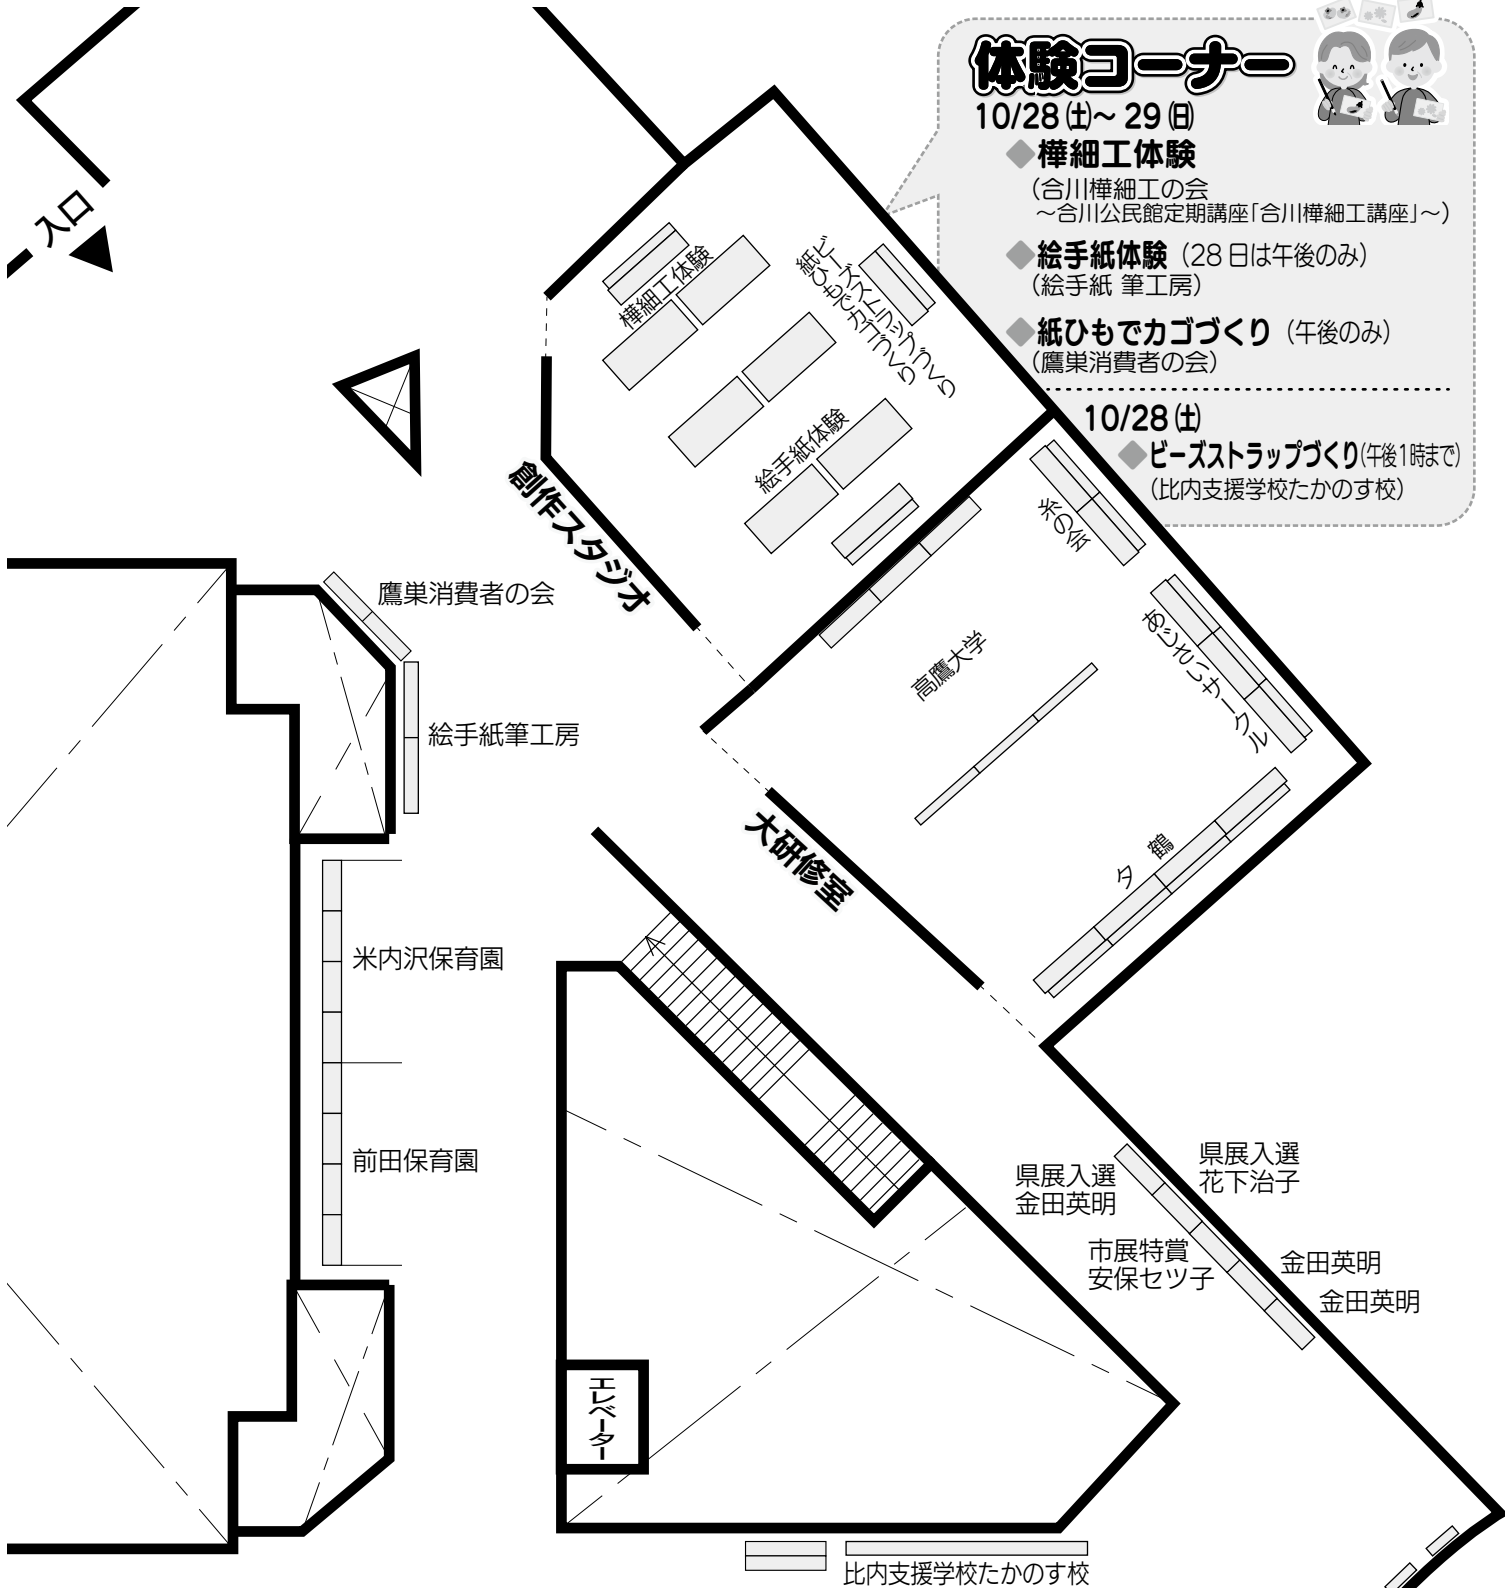 体験コーナー
10/28㈯〜29㈰
◆樺細工体験
(合川樺細工の会
〜合川公民館定期講座「合川樺細工講座」〜)
◆絵手紙体験（28日は午後のみ）
(絵手紙 筆工房)
◆紙ひもでカゴづくり（午後のみ）
(鷹巣消費者の会)
10/28㈯
◆ビーズストラップづくり(午後1時まで)
(比内支援学校たかのす校)
入口
樺細工体験
ビーズストラップづくり
紙ひもでカゴづくり
絵手紙体験
創作スタジオ
糸の会
あじさいサークル
高鷹大学
夕鶴
大研修室
鷹巣消費者の会
絵手紙筆工房
米内沢保育園
前田保育園
県展入選
花下治子
県展入選
金田英明
市展特賞
安保セツ子
金田英明
金田英明
エレベーター
比内支援学校たかのす校